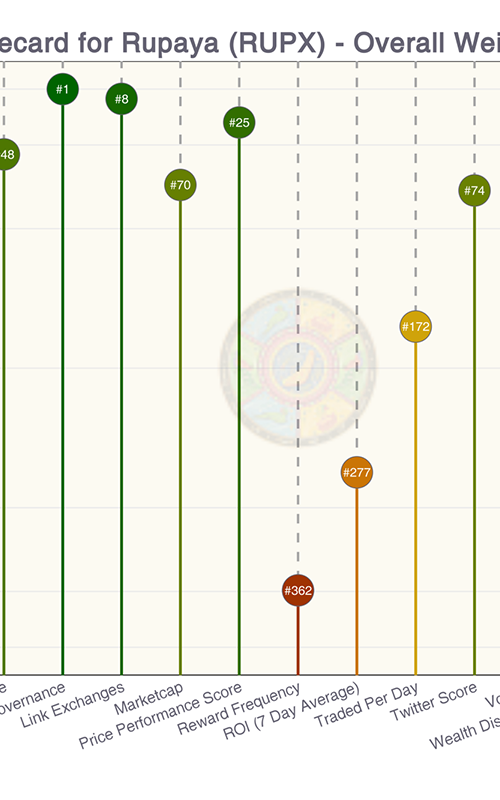 ecard for Rupaya (RUPX) - Overall Wei
#1
#8
#25
48
#70
#74
#172
#277
#362
e
overnance
Link Exchanges
Marketcap
Price Performance Score
Reward Frequency
ROI (7 Day Average)
Traded Per Day
Twitter Score
Vo
Wealth Dis